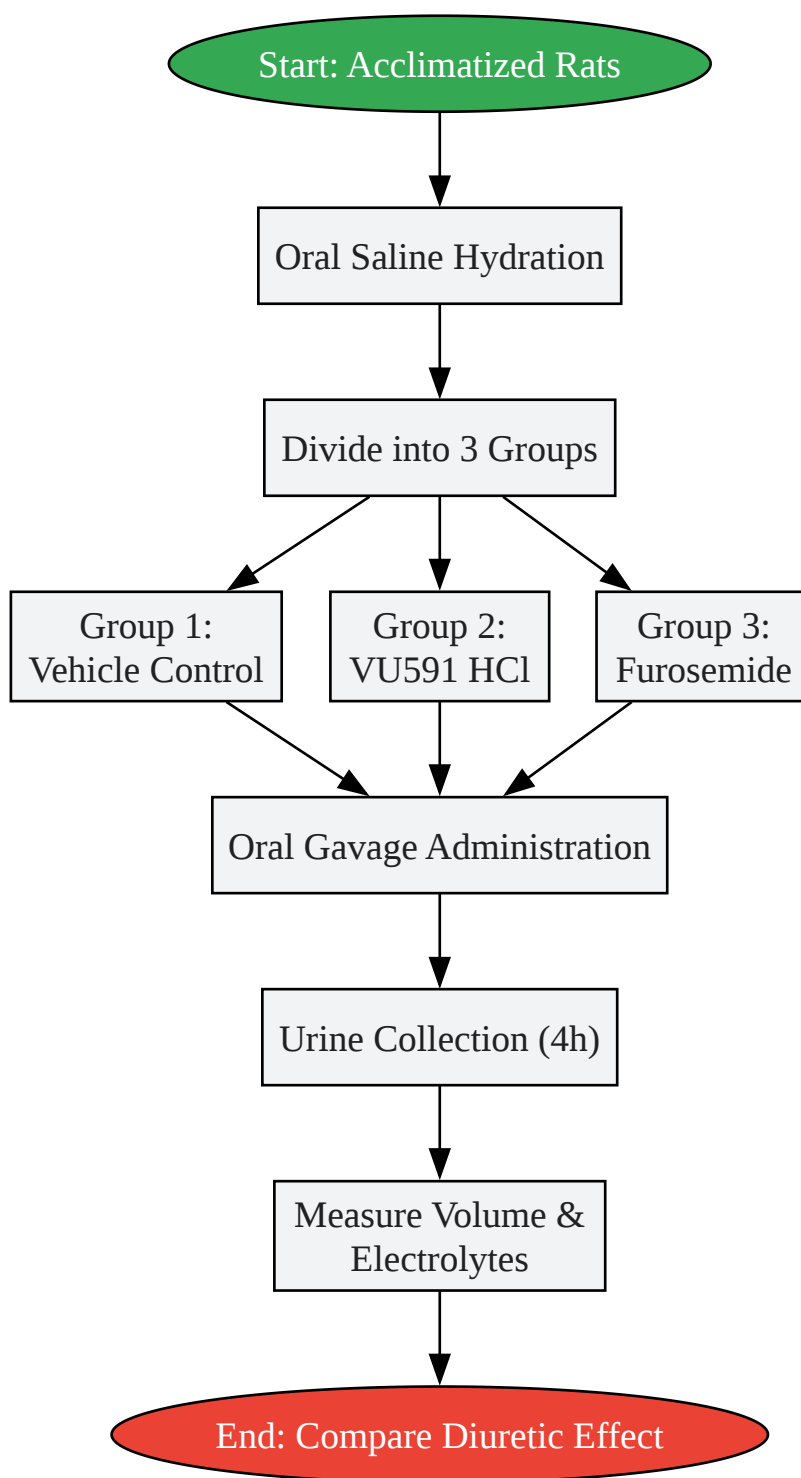 Start: Acclimatized Rats
Oral Saline Hydration
Divide into 3 Groups
Group 1:
Vehicle Control
Group 2:
VU591 HCl
Group 3:
Furosemide
Oral Gavage Administration
Urine Collection (4h)
Measure Volume &
Electrolytes
End: Compare Diuretic Effect